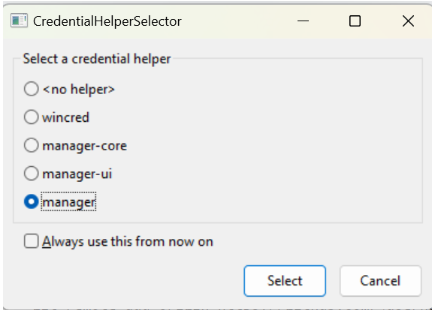 CredentialHelperSelector
Select a credential helper
<no helper>
wincred
manager-core
manager-ui
manager
Always use this from now on
Select
Cancel